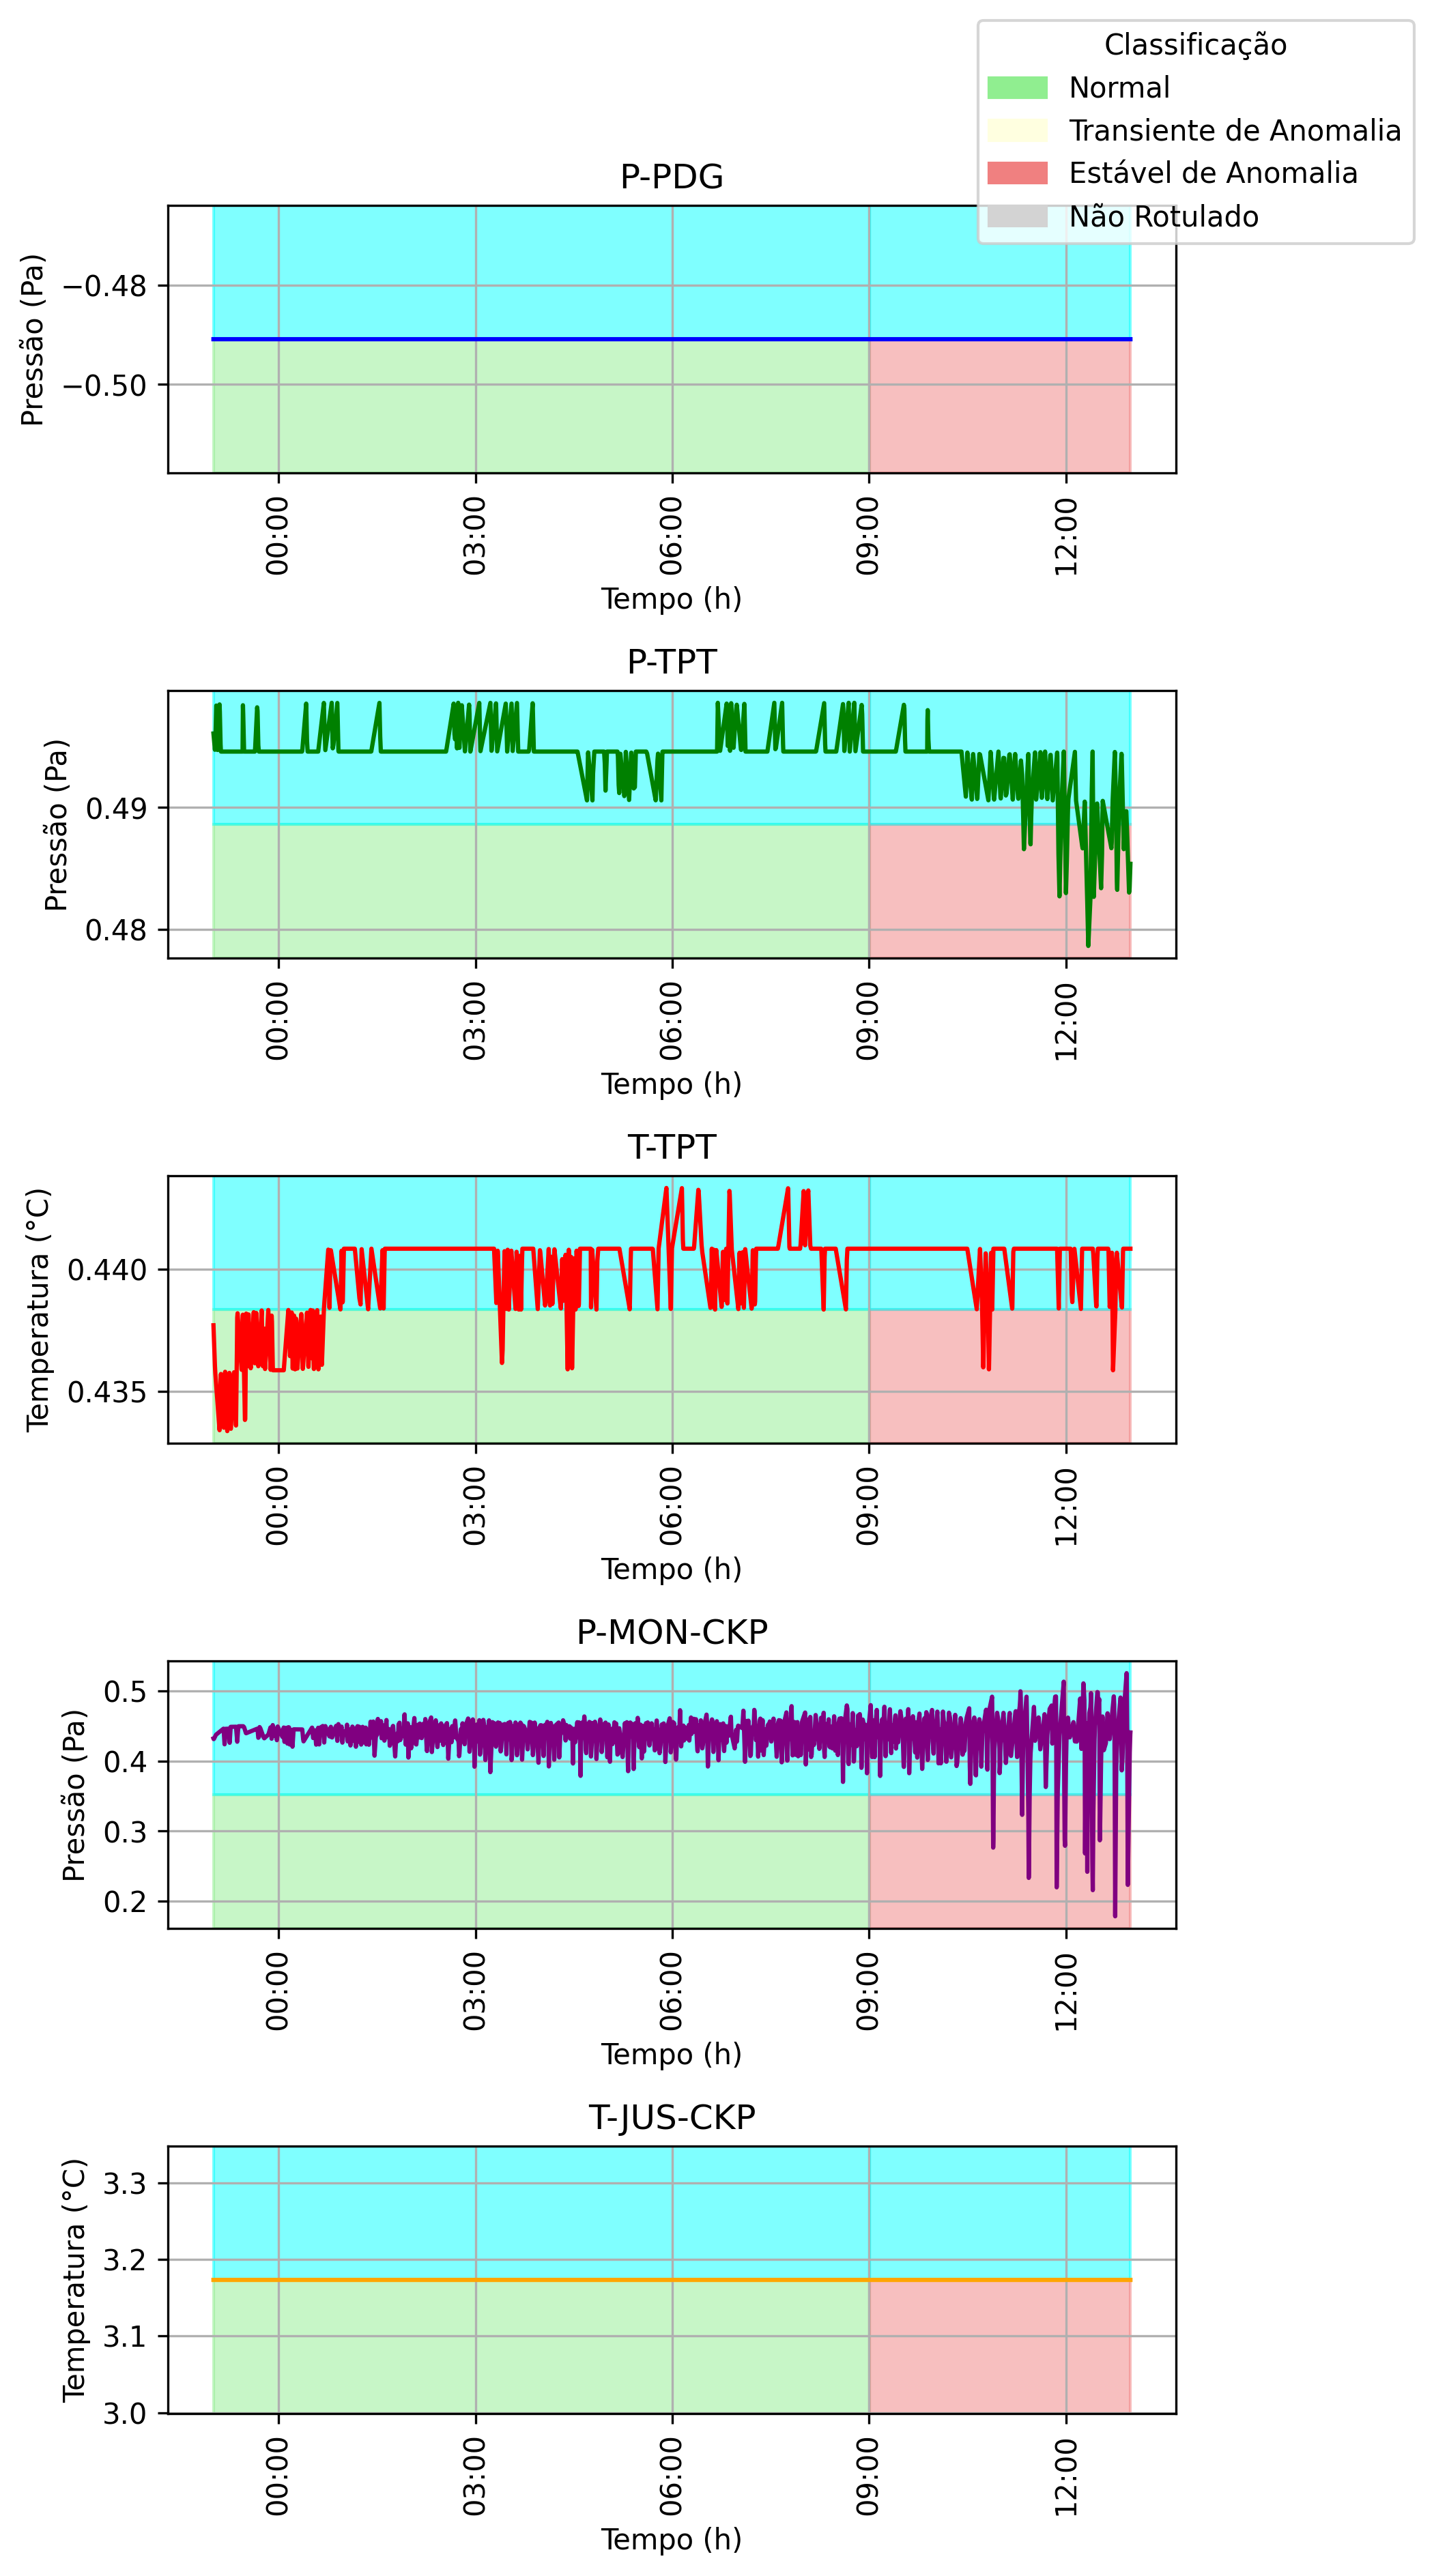 Classificação
Normal
Transiente de Anomalia
Estável de Anomalia
Não Rotulado
P-PDG
Pressão (Pa)
−0.48
−0.50
00:00 03:00 06:00 09:00 12:00
Tempo (h)
P-TPT
Pressão (Pa)
0.49
0.48
00:00 03:00 06:00 09:00 12:00
Tempo (h)
T-TPT
Temperatura (°C)
0.440
0.435
00:00 03:00 06:00 09:00 12:00
Tempo (h)
P-MON-CKP
Pressão (Pa)
0.5
0.4
0.3
0.2
00:00 03:00 06:00 09:00 12:00
Tempo (h)
T-JUS-CKP
Temperatura (°C)
3.3
3.2
3.1
3.0
00:00 03:00 06:00 09:00 12:00
Tempo (h)